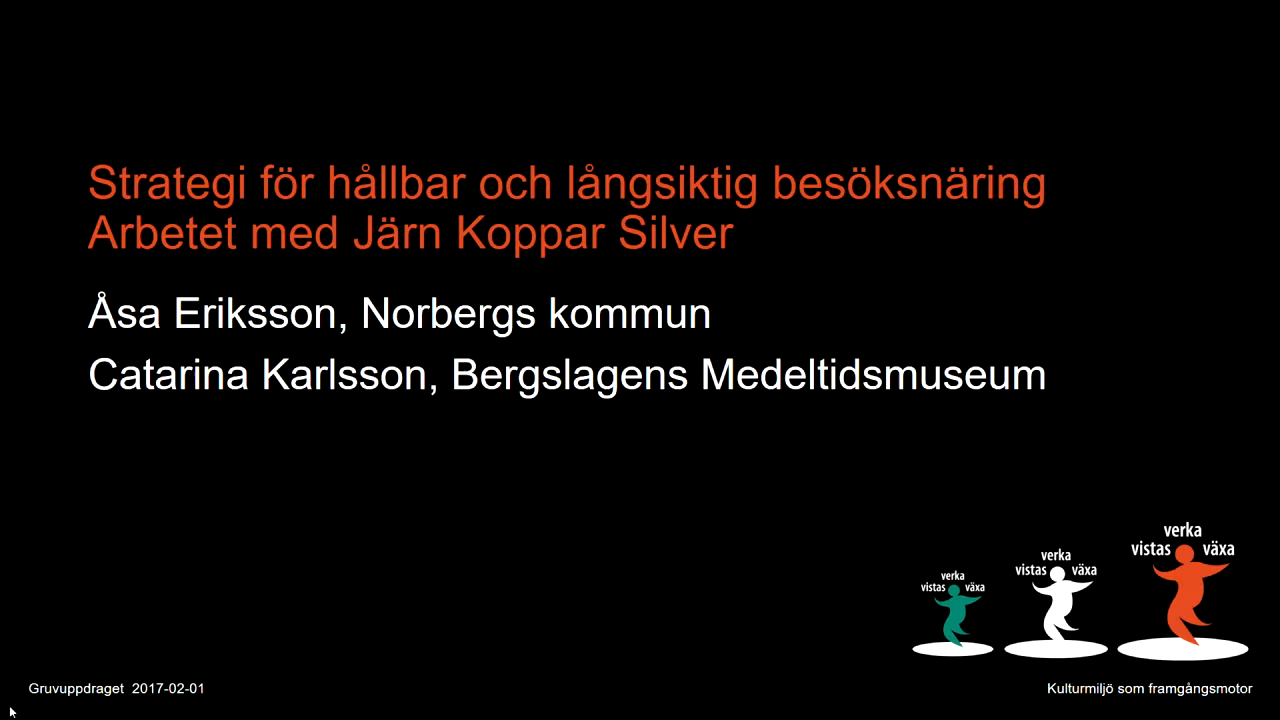 Strategi för hållbar och långsiktig besöksnäring
Arbetet med Järn Koppar Silver
Åsa Eriksson, Norbergs kommun
Catarina Karlsson, Bergslagens Medeltidsmuseum
verka
vistas växa
verka
vistas växa
verka
vistas växa
Gruvuppdraget 2017-02-01
Kulturmiljö som framgångsmotor